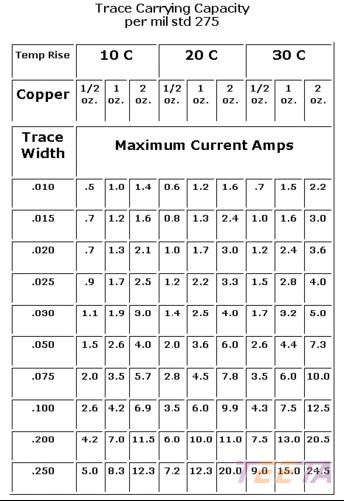 Trace Carrying Capacity
per mil std 275
Temp Rise 10 C 20 C 30 C
Copper 1/2 oz. 1 oz. 2 oz. 1/2 oz. 1 oz. 2 oz. 1/2 oz. 1 oz. 2 oz.
Trace Width Maximum Current Amps
.010 .5 1.0 1.4 0.6 1.2 1.6 .7 1.5 2.2
.015 .7 1.2 1.6 0.8 1.3 2.4 1.0 1.6 3.0
.020 .7 1.3 2.1 1.0 1.7 3.0 1.2 2.4 3.6
.025 .9 1.7 2.5 1.2 2.2 3.3 1.5 2.8 4.0
.030 1.1 1.9 3.0 1.4 2.5 4.0 1.7 3.2 5.0
.050 1.5 2.6 4.0 2.0 3.6 6.0 2.6 4.4 7.3
.075 2.0 3.5 5.7 2.8 4.5 7.8 3.5 6.0 10.0
.100 2.6 4.2 6.9 3.5 6.0 9.9 4.3 7.5 12.5
.200 4.2 7.0 11.5 6.0 10.0 11.0 7.5 13.0 20.5
.250 5.0 8.3 12.3 7.2 12.3 20.0 9.0 15.0 24.5
TEETA